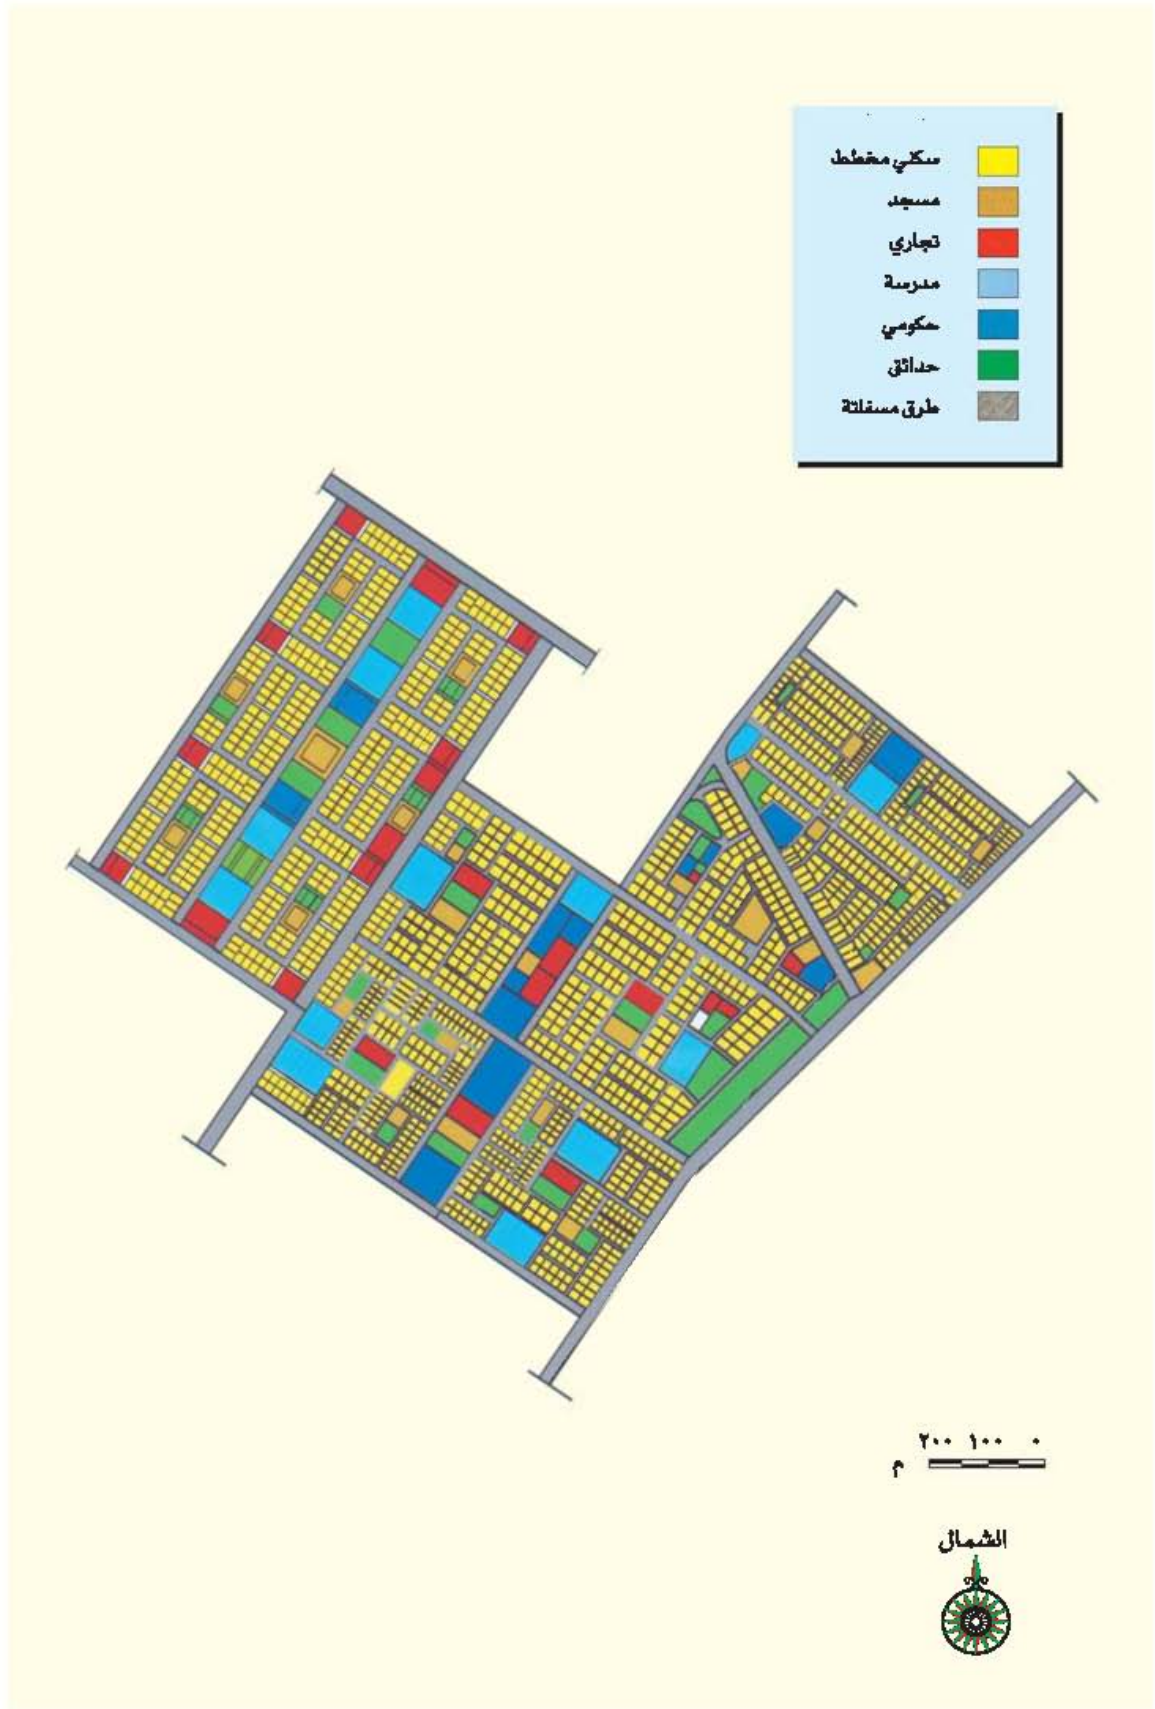 سكني مخطط
مسجد
تجاري
مدرسة
حكومي
حدائق
طرق مسفلتة
٢٠٠ ١٠٠ ٠
م
الشمال